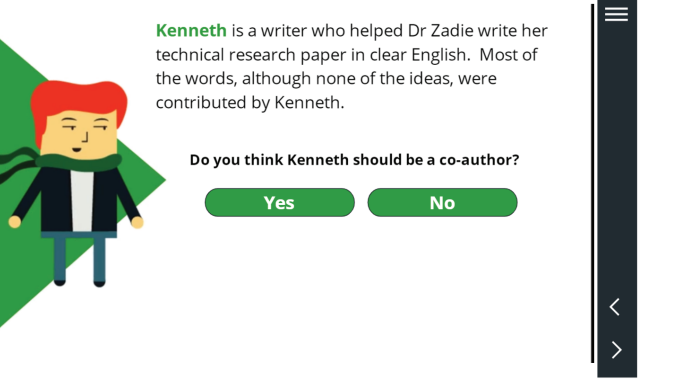 Kenneth is a writer who helped Dr Zadie write her
technical research paper in clear English.  Most of
the words, although none of the ideas, were
contributed by Kenneth.
Do you think Kenneth should be a co-author?
Yes
No